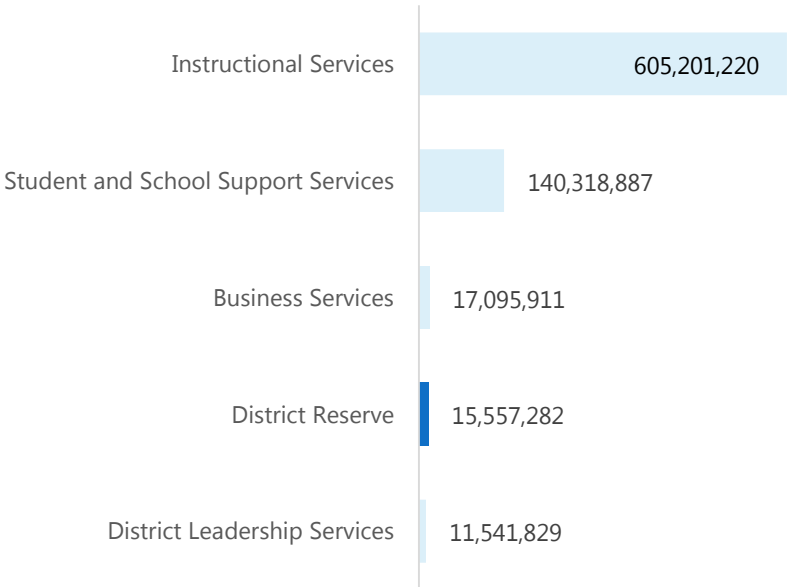 Instructional Services 605,201,220
Student and School Support Services 140,318,887
Business Services 17,095,911
District Reserve 15,557,282
District Leadership Services 11,541,829